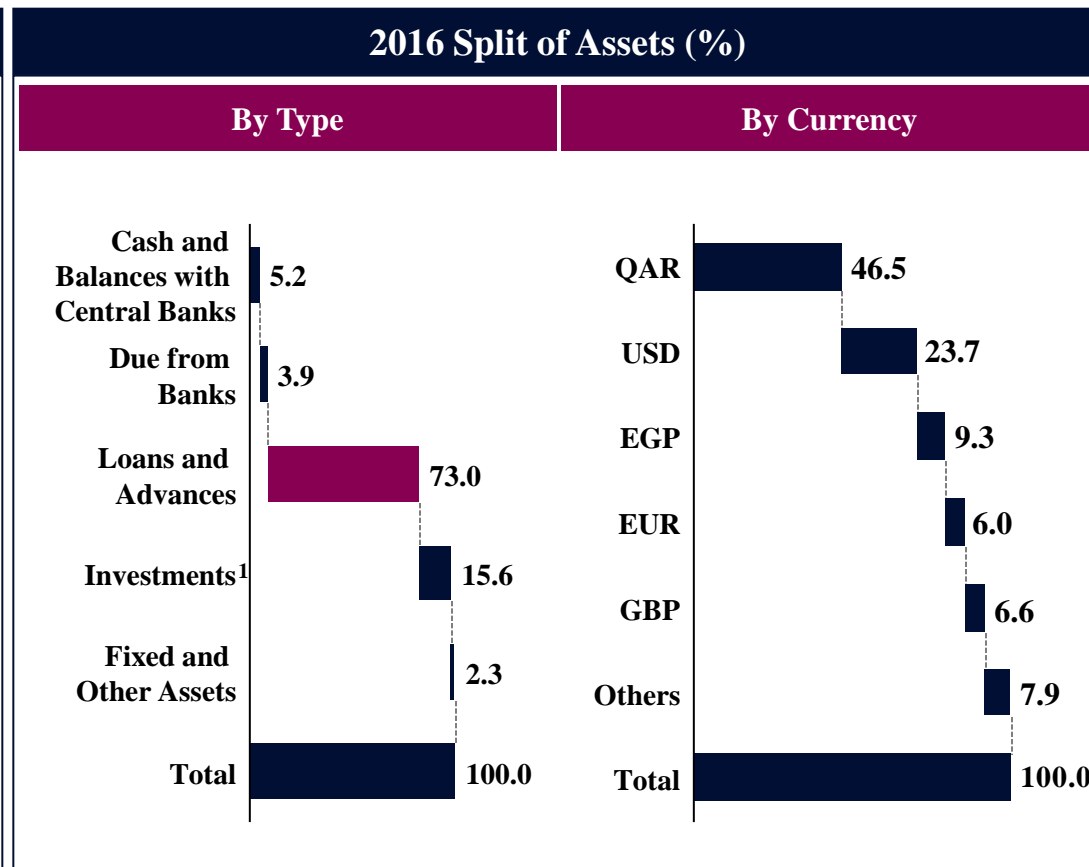 2016 Split of Assets (%)
By Type
Cash and
Balances with
Central Banks
5.2
Due from
Banks
3.9
Loans and
Advances
73.0
Investments1
15.6
Fixed and
Other Assets
2.3
Total
100.0
By Currency
QAR
46.5
USD
23.7
EGP
9.3
EUR
6.0
GBP
6.6
Others
7.9
Total
100.0